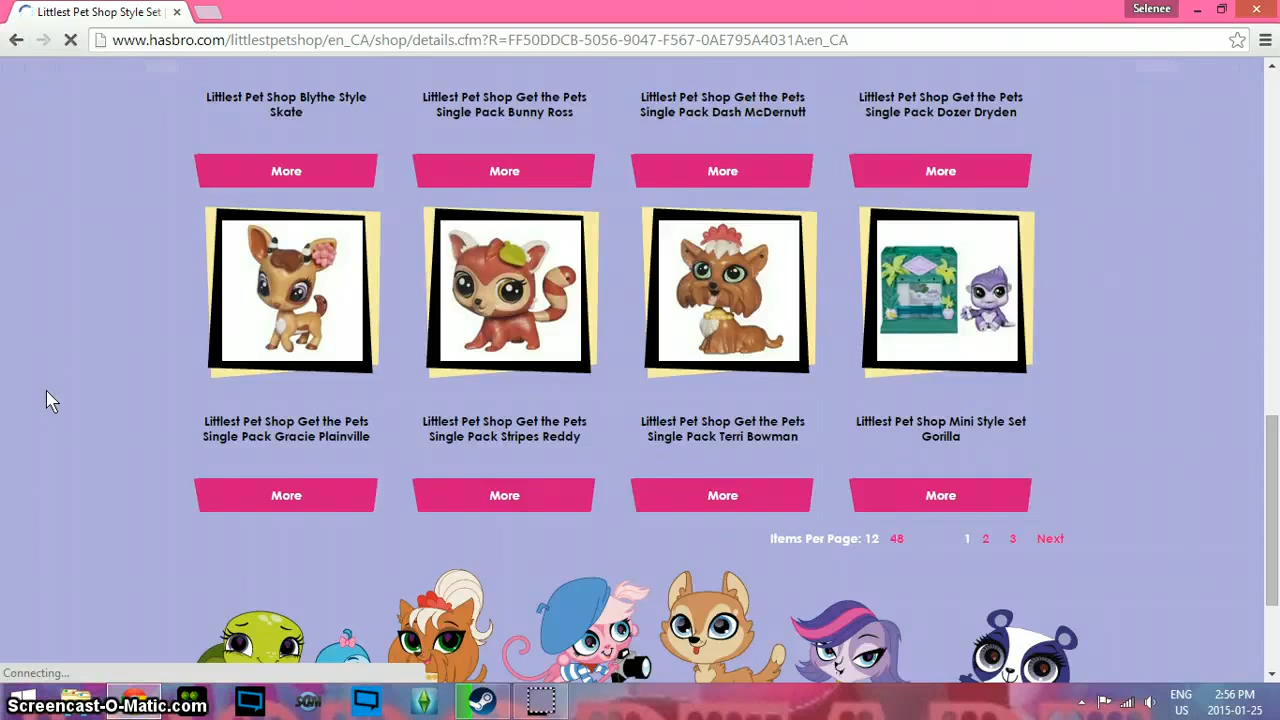 Littlest Pet Shop Style Set
Selenee
www.hasbro.com/littlestpetshop/en_CA/shop/details.cfm?R=FF50DDCB-5056-9047-F567-0AE795A4031A:en_CA
Littlest Pet Shop Blythe Style
Skate
Littlest Pet Shop Get the Pets
Single Pack Bunny Ross
Littlest Pet Shop Get the Pets
Single Pack Dash McDernutt
Littlest Pet Shop Get the Pets
Single Pack Dozer Dryden
More
More
More
More
Littlest Pet Shop Get the Pets
Single Pack Gracie Plainville
Littlest Pet Shop Get the Pets
Single Pack Stripes Reddy
Littlest Pet Shop Get the Pets
Single Pack Terri Bowman
Littlest Pet Shop Mini Style Set
Gorilla
More
More
More
More
Items Per Page: 12 48 1 2 3 Next
Connecting...
SCM
ENG
US
2:56 PM
2015-01-25
Screencast-O-Matic.com